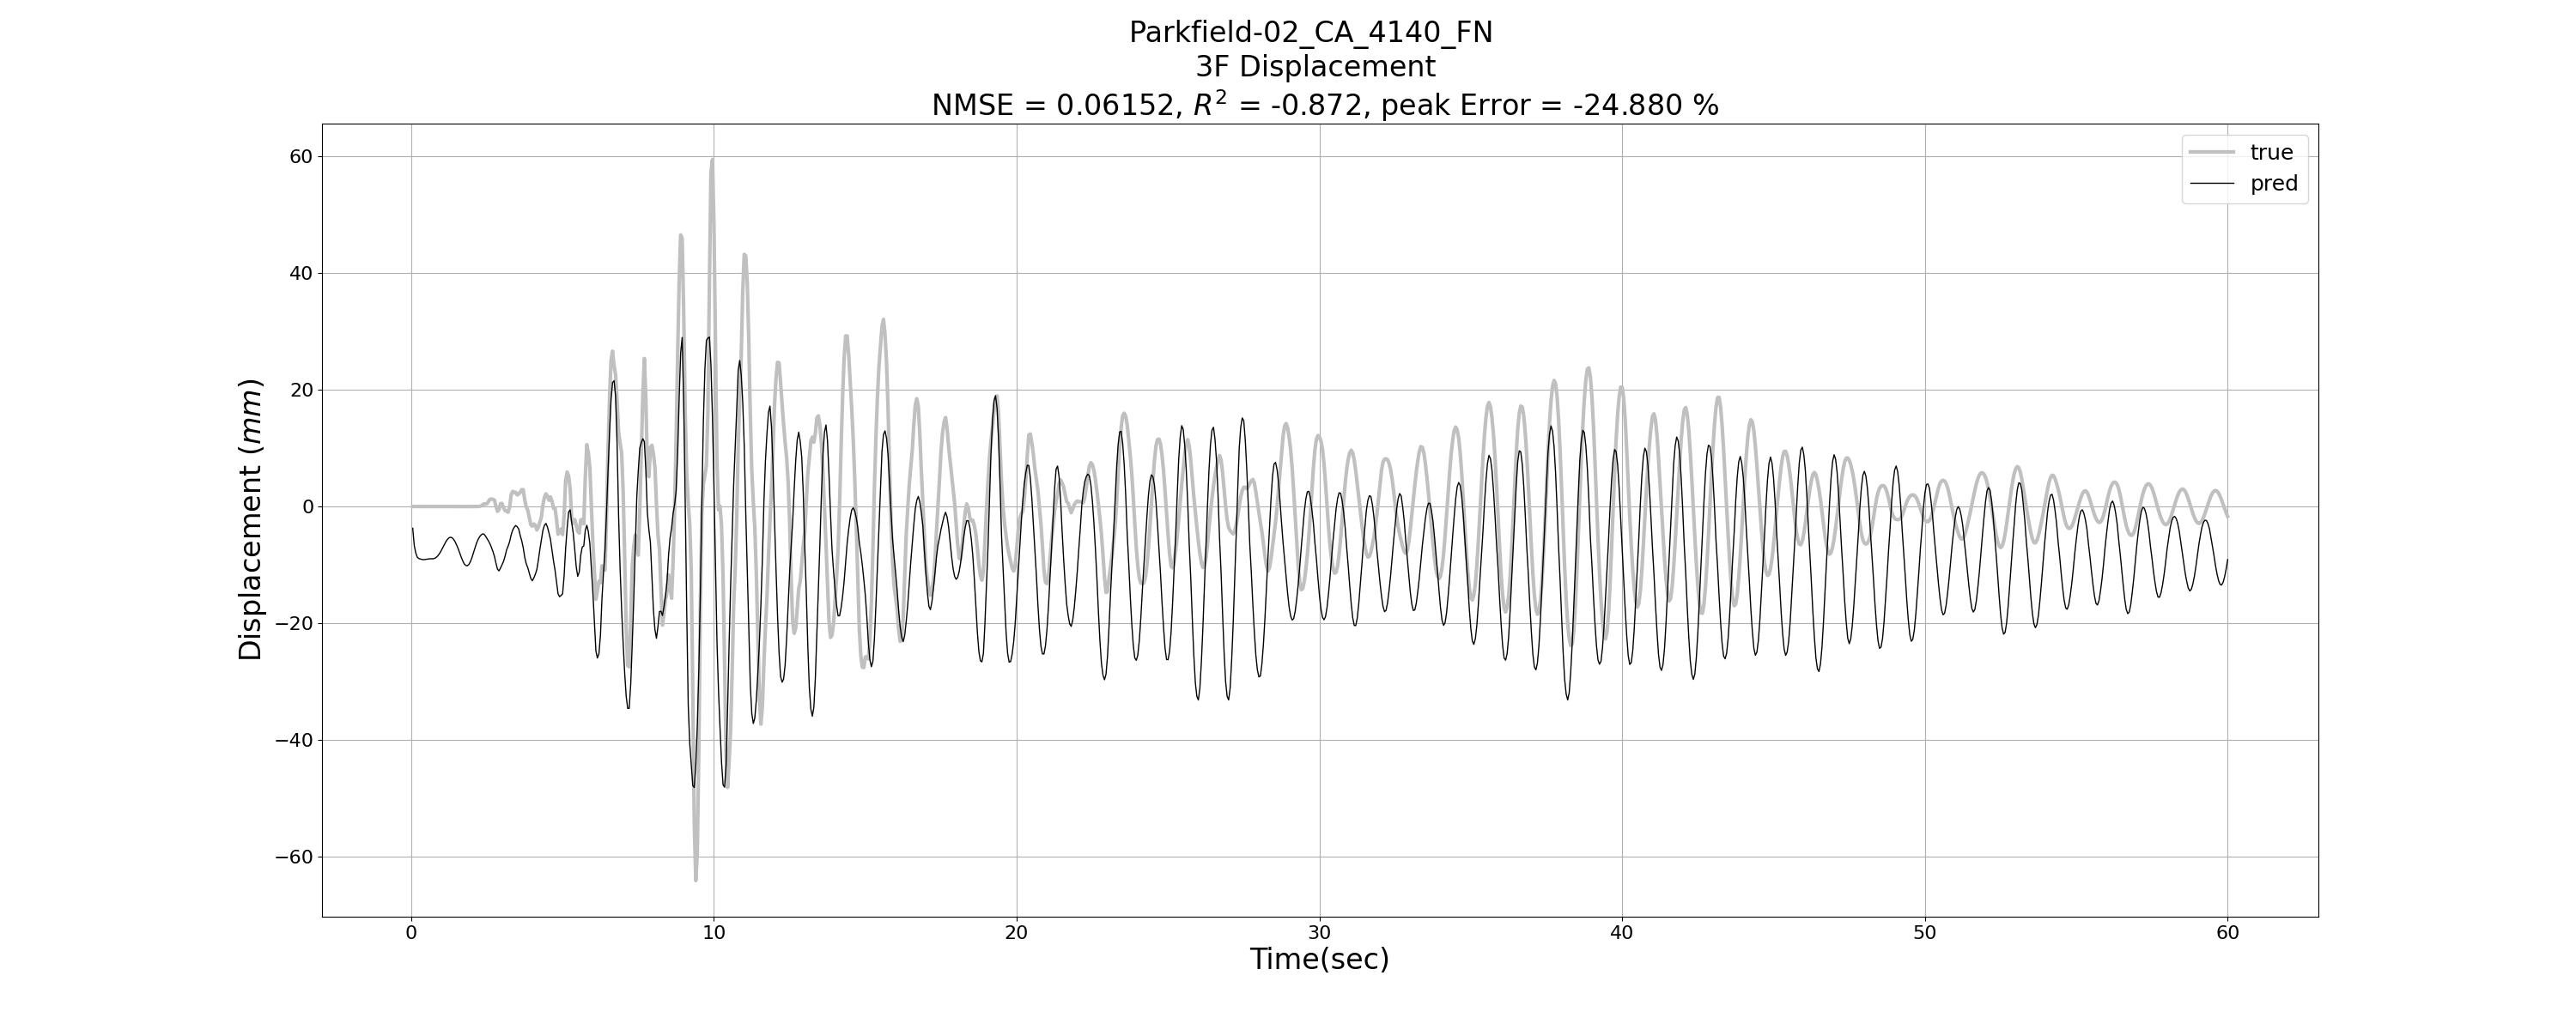 Parkfield-02_CA_4140_FN
3F Displacement
NMSE = 0.06152, R² = -0.872, peak Error = -24.880 %
true
pred
60
40
20
0
−20
−40
−60
Displacement (mm)
0 10 20 30 40 50 60
Time(sec)